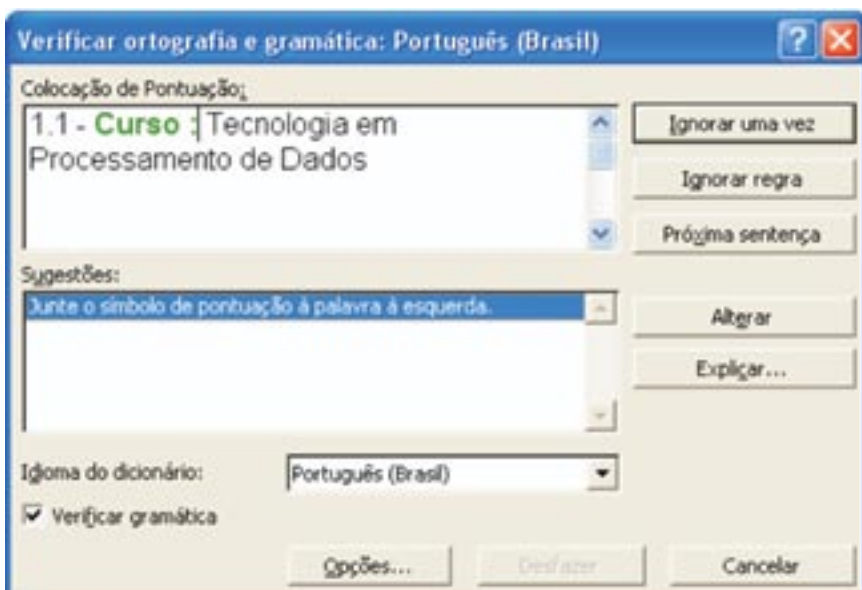 Verificar ortografia e gramática: Português (Brasil)
Colocação de Pontuação:
1.1 - Curso : Tecnologia em
Processamento de Dados
Ignorar uma vez
Ignorar regra
Próxima sentença
Sugestões:
Junte o símbolo de pontuação à palavra à esquerda.
Alterar
Explicar...
Idioma do dicionário:
Português (Brasil)
Verificar gramática
Opções...
Desfazer
Cancelar